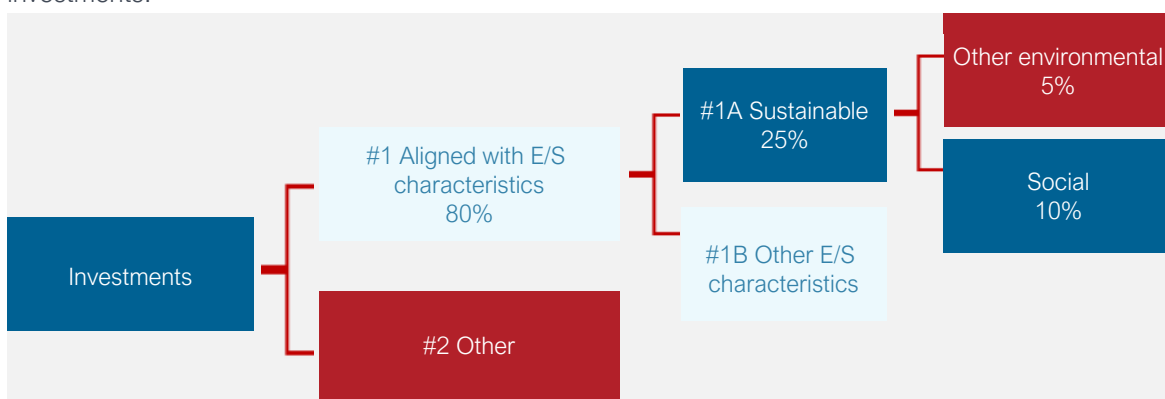 investments.
Other environmental
5%
#1A Sustainable
25%
#1 Aligned with E/S
characteristics
80%
Social
10%
#1B Other E/S
characteristics
Investments
#2 Other